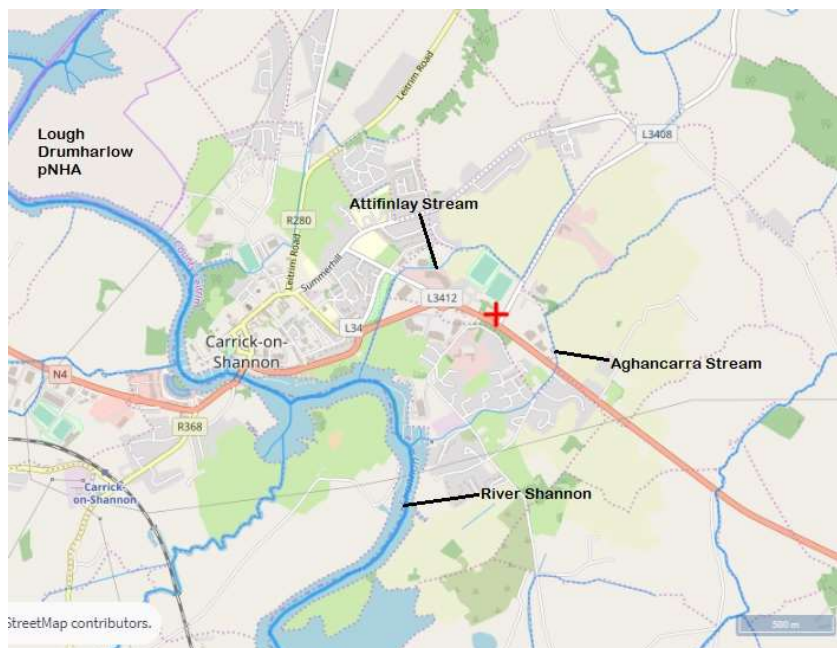 Leitrim Road
Lough
Drumharlow
pNHA
L3408
Attifinlay Stream
R280
Leitrim Road
Summerhill
L3412
L34
Carrick-on-
Shannon
Aghancarra Stream
N4
R368
Carrick-
on-Shannon
River Shannon
StreetMap contributors.
500 m